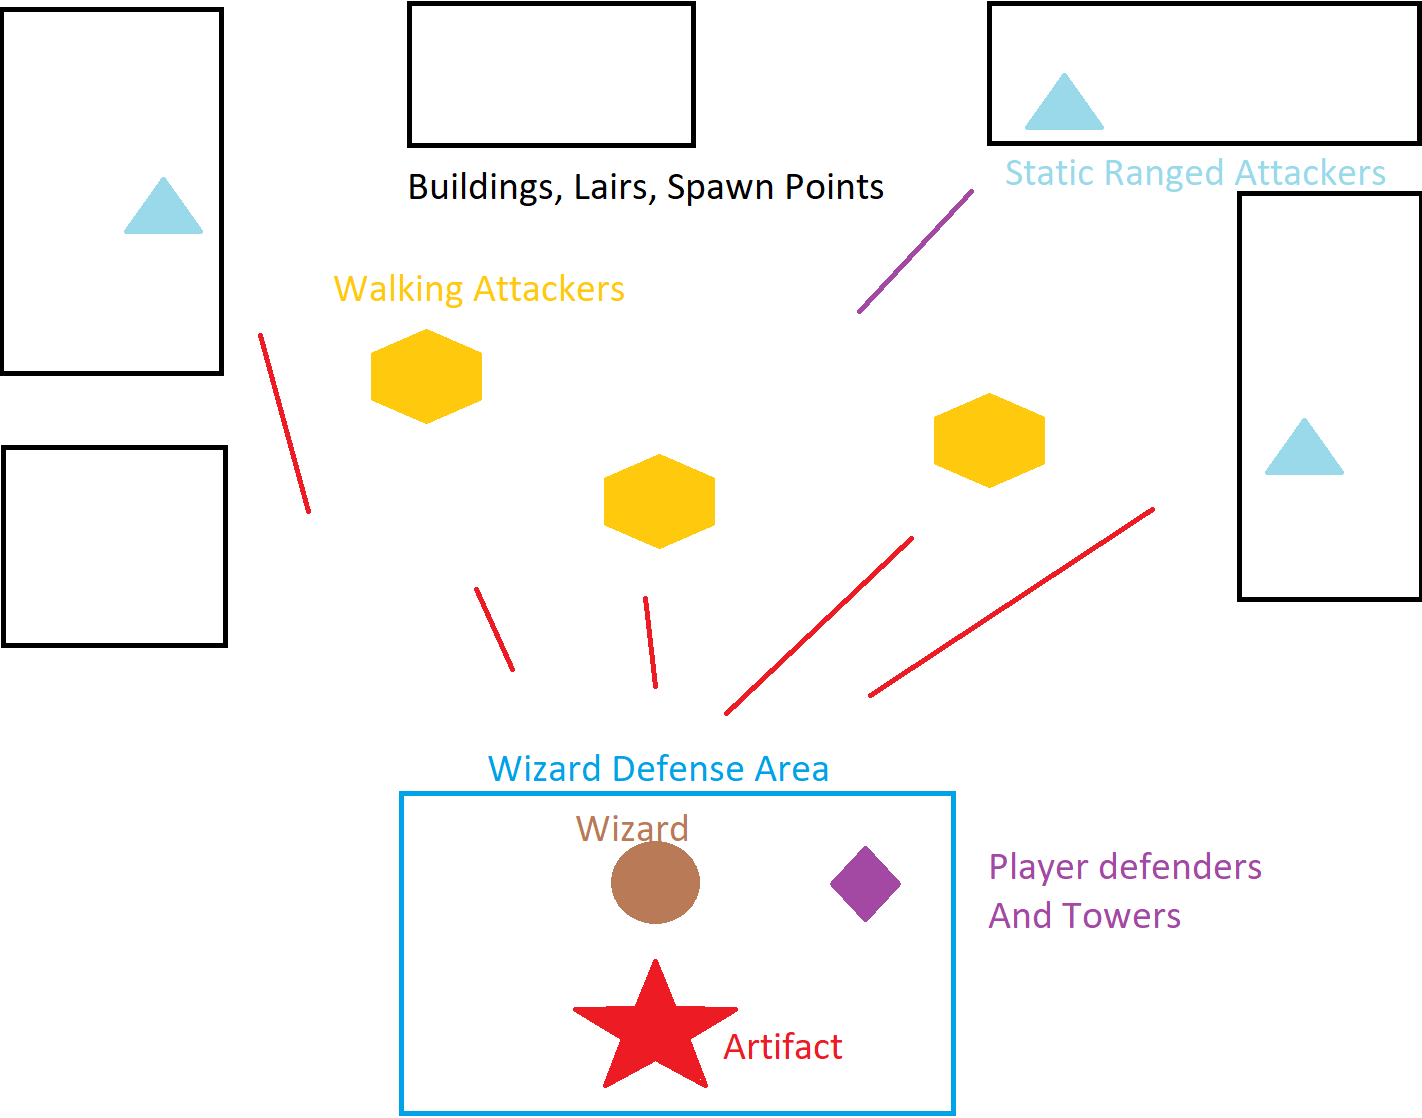 Buildings, Lairs, Spawn Points
Static Ranged Attackers
Walking Attackers
Wizard Defense Area
Wizard
Player defenders
And Towers
Artifact